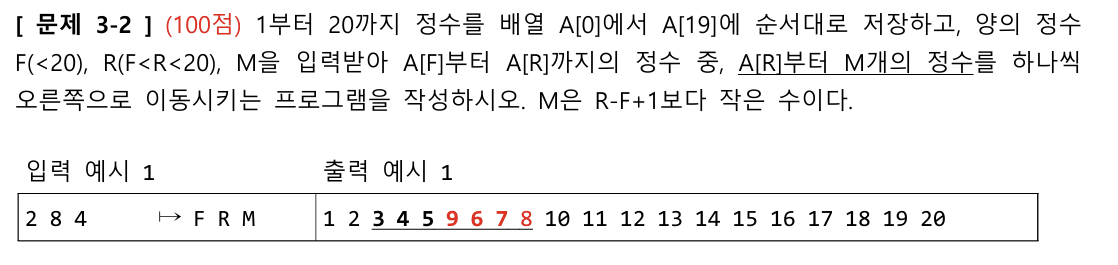 [ 문제 3-2 ] (100점) 1부터 20까지 정수를 배열 A[0]에서 A[19]에 순서대로 저장하고, 양의 정수
F(<20), R(F<R<20), M을 입력받아 A[F]부터 A[R]까지의 정수 중, A[R]부터 M개의 정수를 하나씩
오른쪽으로 이동시키는 프로그램을 작성하시오. M은 R-F+1보다 작은 수이다.
입력 예시 1 출력 예시 1
2 8 4 ↦ F R M 1 2 3 4 5 9 6 7 8 10 11 12 13 14 15 16 17 18 19 20